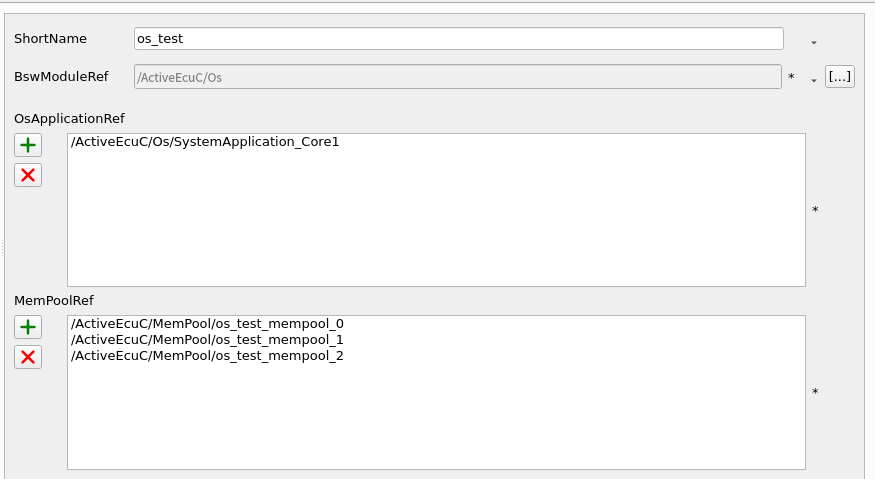 ShortName
os_test
BswModuleRef
/ActiveEcuC/Os
*
[...]
OsApplicationRef
/ActiveEcuC/Os/SystemApplication_Core1
*
MemPoolRef
/ActiveEcuC/MemPool/os_test_mempool_0
/ActiveEcuC/MemPool/os_test_mempool_1
/ActiveEcuC/MemPool/os_test_mempool_2
*